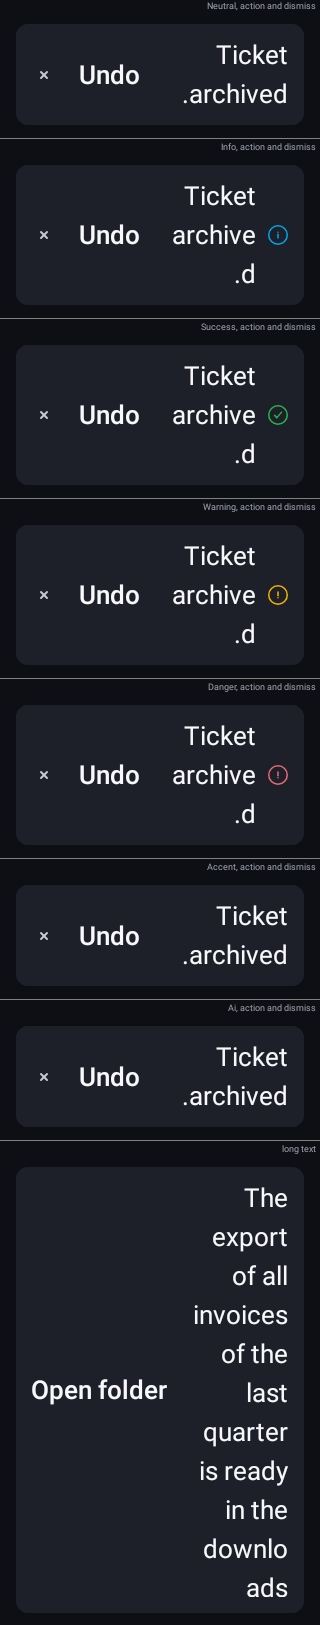 Neutral, action and dismiss
Ticket
.archived
Undo
×
Info, action and dismiss
Ticket
archive
.d
Undo
×
Success, action and dismiss
Ticket
archive
.d
Undo
×
Warning, action and dismiss
Ticket
archive
.d
Undo
×
Danger, action and dismiss
Ticket
archive
.d
Undo
×
Accent, action and dismiss
Ticket
.archived
Undo
×
Ai, action and dismiss
Ticket
.archived
Undo
×
long text
The
export
of all
invoices
of the
last
quarter
is ready
in the
downlo
ads
Open folder